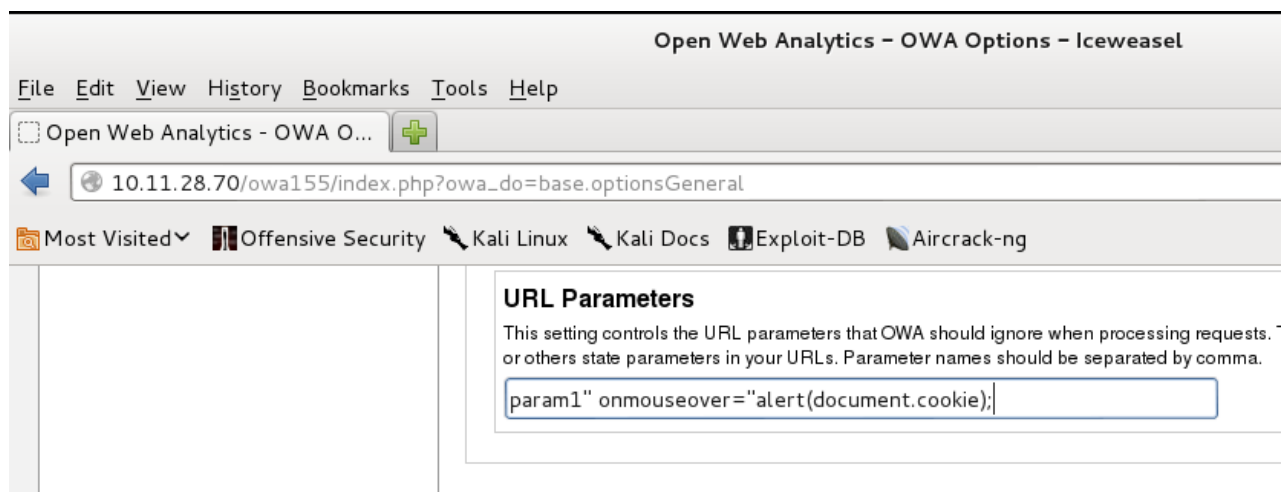 Open Web Analytics – OWA Options – Iceweasel
File Edit View History Bookmarks Tools Help
Open Web Analytics - OWA O...
10.11.28.70/owa155/index.php?owa_do=base.optionsGeneral
Most Visited Offensive Security Kali Linux Kali Docs Exploit-DB Aircrack-ng
URL Parameters
This setting controls the URL parameters that OWA should ignore when processing requests.
or others state parameters in your URLs. Parameter names should be separated by comma.
param1" onmouseover="alert(document.cookie);